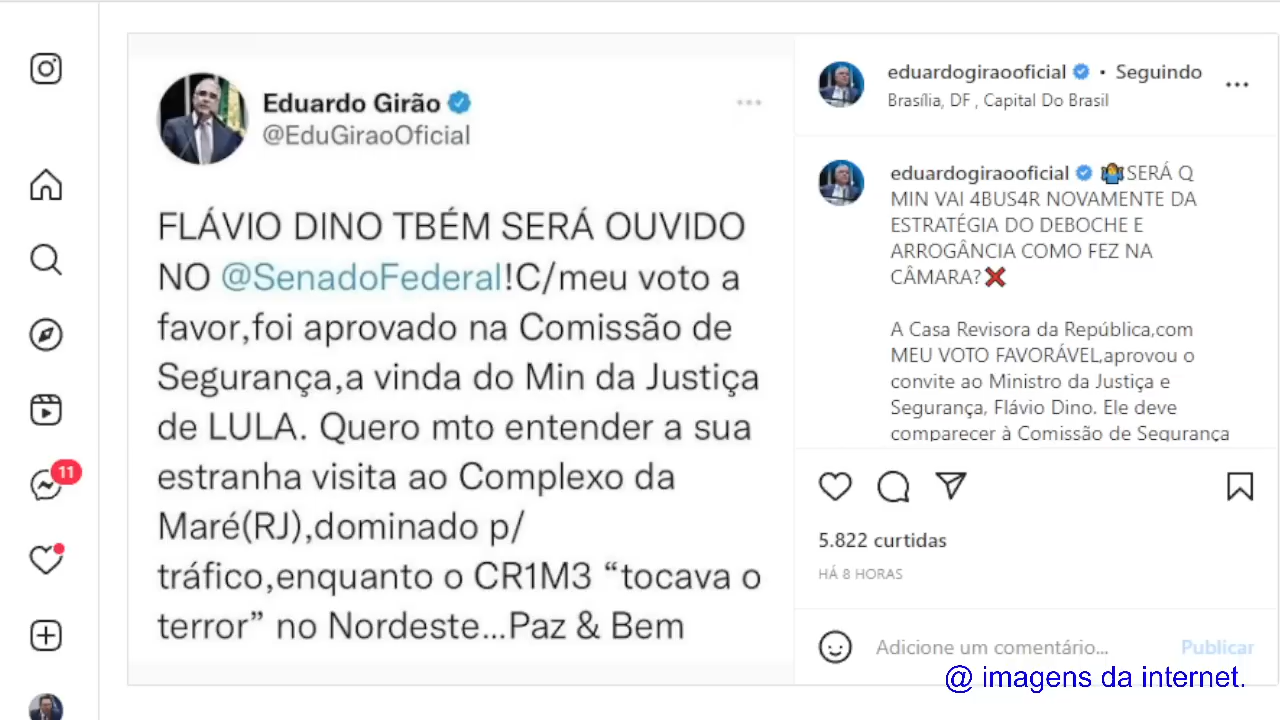 Eduardo Girão
@EduGiraoOficial
FLÁVIO DINO TBÉM SERÁ OUVIDO
NO @SenadoFederal!C/meu voto a
favor,foi aprovado na Comissão de
Segurança,a vinda do Min da Justiça
de LULA. Quero mto entender a sua
estranha visita ao Complexo da
Maré(RJ),dominado p/
tráfico,enquanto o CR1M3 “tocava o
terror” no Nordeste...Paz & Bem
eduardogiraooficial • Seguindo
Brasília, DF , Capital Do Brasil
eduardogiraooficial 🤷‍♂️SERÁ Q
MIN VAI 4BUS4R NOVAMENTE DA
ESTRATÉGIA DO DEBOCHE E
ARROGÂNCIA COMO FEZ NA
CÂMARA?❌
A Casa Revisora da República,com
MEU VOTO FAVORÁVEL,aprovou o
convite ao Ministro da Justiça e
Segurança, Flávio Dino. Ele deve
comparecer à Comissão de Segurança
5.822 curtidas
HÁ 8 HORAS
Adicione um comentário... Publicar
@ imagens da internet.
11